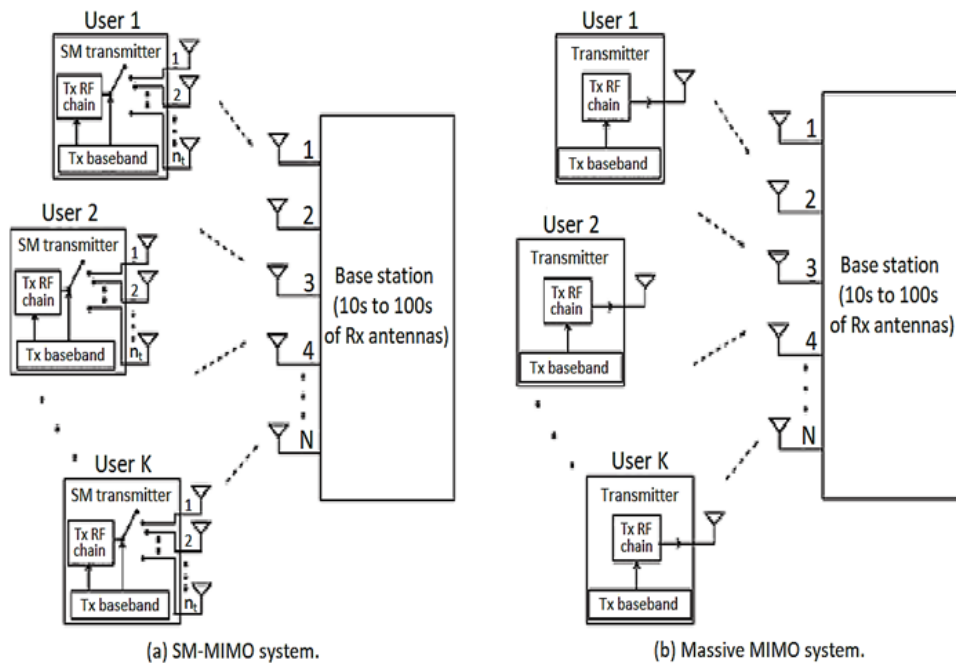 User 1
SM transmitter
Tx RF
chain
Tx baseband
1
2
n_t
User 2
SM transmitter
Tx RF
chain
Tx baseband
1
2
n_t
User K
SM transmitter
Tx RF
chain
Tx baseband
1
2
n_t
1
2
3
4
N
Base station
(10s to 100s
of Rx antennas)
(a) SM-MIMO system.
User 1
Transmitter
Tx RF
chain
Tx baseband
User 2
Transmitter
Tx RF
chain
Tx baseband
User K
Transmitter
Tx RF
chain
Tx baseband
1
2
3
4
N
Base station
(10s to 100s
of Rx antennas)
(b) Massive MIMO system.